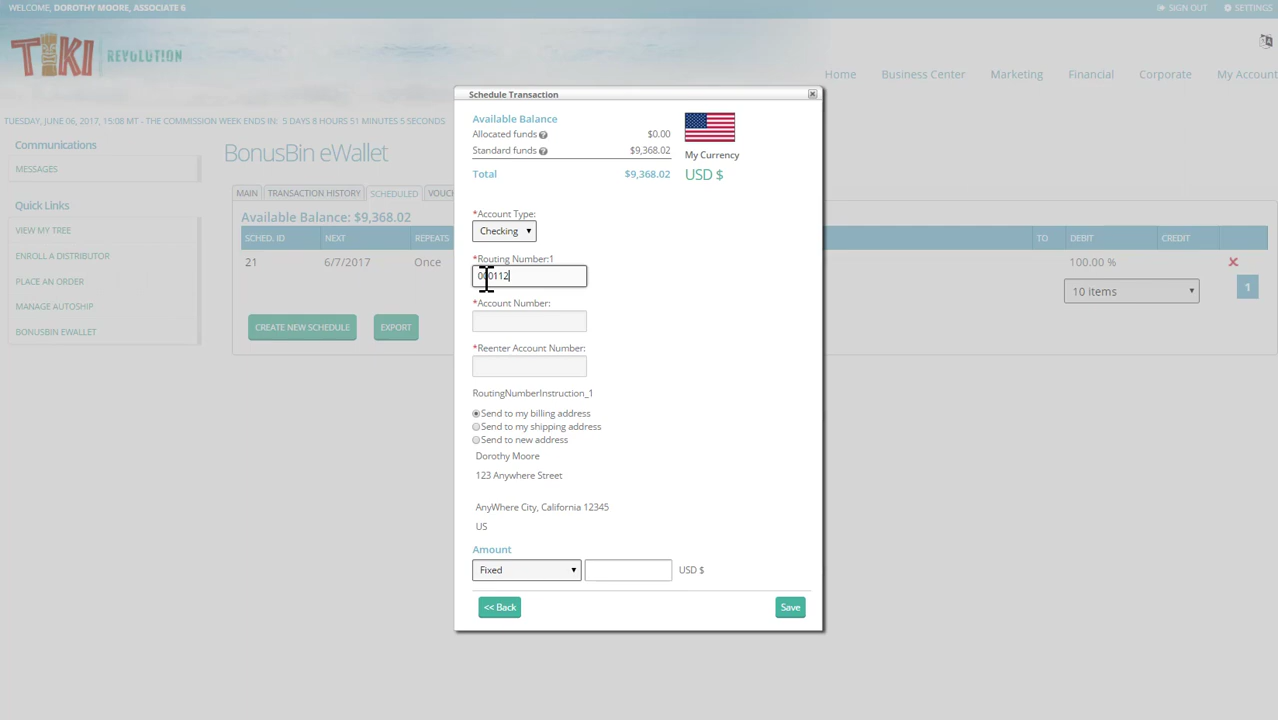 WELCOME, DOROTHY MOORE, ASSOCIATE 6
SIGN OUT
SETTINGS
TIKI REVOLUTION
Home
Business Center
Marketing
Financial
Corporate
My Account
TUESDAY, JUNE 06, 2017, 15:08 MT - THE COMMISSION WEEK ENDS IN: 5 DAYS 8 HOURS 51 MINUTES 5 SECONDS
Communications
MESSAGES
Quick Links
VIEW MY TREE
ENROLL A DISTRIBUTOR
PLACE AN ORDER
MANAGE AUTOSHIP
BONUSBIN EWALLET
BonusBin eWallet
MAIN
TRANSACTION HISTORY
SCHEDULED
VOUC
Available Balance: $9,368.02
SCHED. ID
NEXT
REPEATS
TO
DEBIT
CREDIT
21
6/7/2017
Once
100.00 %
10 items
1
CREATE NEW SCHEDULE
EXPORT
Schedule Transaction
Available Balance
Allocated funds
$0.00
Standard funds
$9,368.02
Total
$9,368.02
My Currency
USD $
*Account Type:
Checking
*Routing Number:1
000112
*Account Number:
*Reenter Account Number:
RoutingNumberInstruction_1
Send to my billing address
Send to my shipping address
Send to new address
Dorothy Moore
123 Anywhere Street
AnyWhere City, California 12345
US
Amount
Fixed
USD $
<< Back
Save